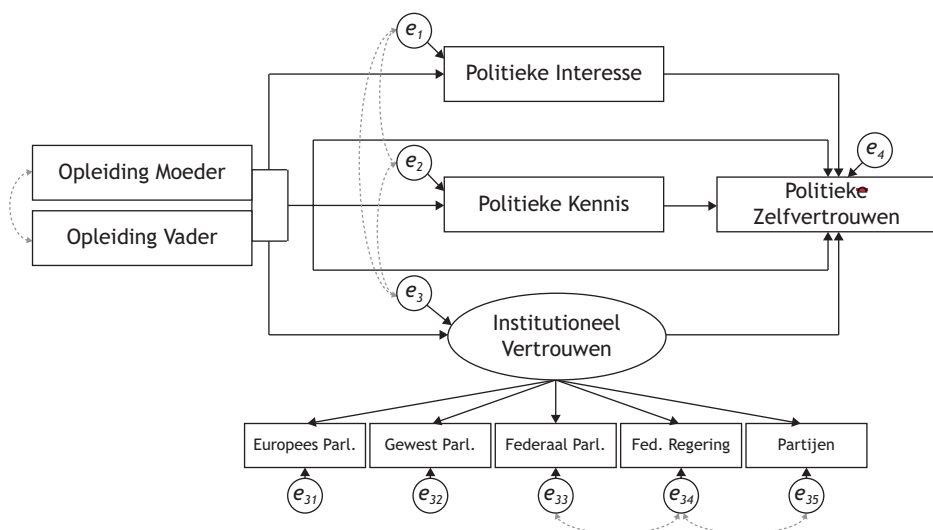 e1
Politieke Interesse
e2
e4
Opleiding Moeder
Politieke Kennis
Politieke
Zelfvertrouwen
Opleiding Vader
e3
Institutioneel
Vertrouwen
Europees Parl.
Gewest Parl.
Federaal Parl.
Fed. Regering
Partijen
e31
e32
e33
e34
e35